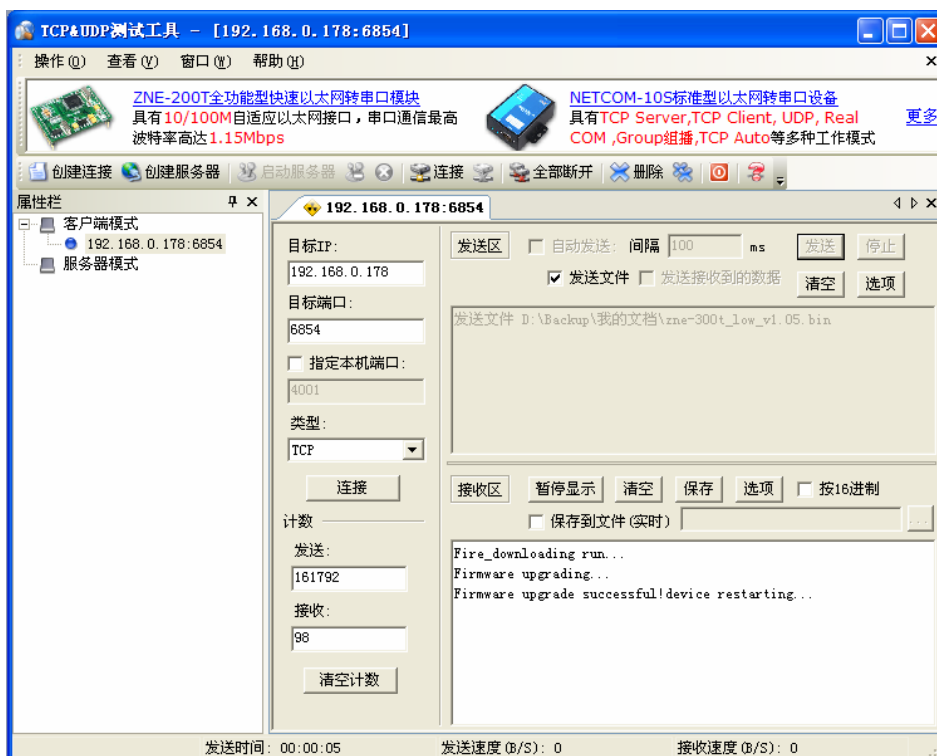 TCP&UDP测试工具 - [192.168.0.178:6854]
操作(O) 查看(V) 窗口(W) 帮助(H)
ZNE-200T全功能型快速以太网转串口模块
具有10/100M自适应以太网接口，串口通信最高
波特率高达1.15Mbps
NETCOM-10S标准型以太网转串口设备
具有TCP Server,TCP Client, UDP, Real
COM ,Group组播,TCP Auto等多种工作模式
更多
创建连接 创建服务器 启动服务器 连接 全部断开 删除
属性栏
客户端模式
192.168.0.178:6854
服务器模式
192.168.0.178:6854
目标IP:
192.168.0.178
目标端口:
6854
指定本机端口:
4001
类型:
TCP
连接
计数
发送:
161792
接收:
98
清空计数
发送区 自动发送: 间隔 100 ms 发送 停止
发送文件 发送接收到的数据 清空 选项
发送文件 D:\Backup\我的文档\zne-300t_low_v1.05.bin
接收区 暂停显示 清空 保存 选项 按16进制
保存到文件(实时) ...
Fire_downloading run...
Firmware upgrading...
Firmware upgrade successful!device restarting...
发送时间: 00:00:05 发送速度(B/S): 0 接收速度(B/S): 0